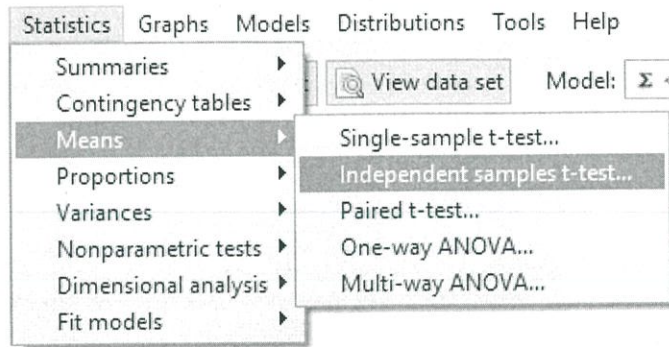 Statistics Graphs Models Distributions Tools Help
View data set Model: Σ
Summaries
Contingency tables
Means
Proportions
Variances
Nonparametric tests
Dimensional analysis
Fit models
Single-sample t-test...
Independent samples t-test...
Paired t-test...
One-way ANOVA...
Multi-way ANOVA...